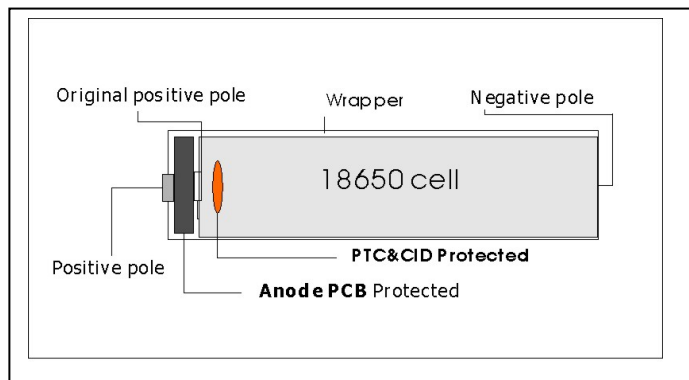 Original positive pole
Wrapper
Negative pole
18650 cell
Positive pole
PTC&CID Protected
Anode PCB Protected